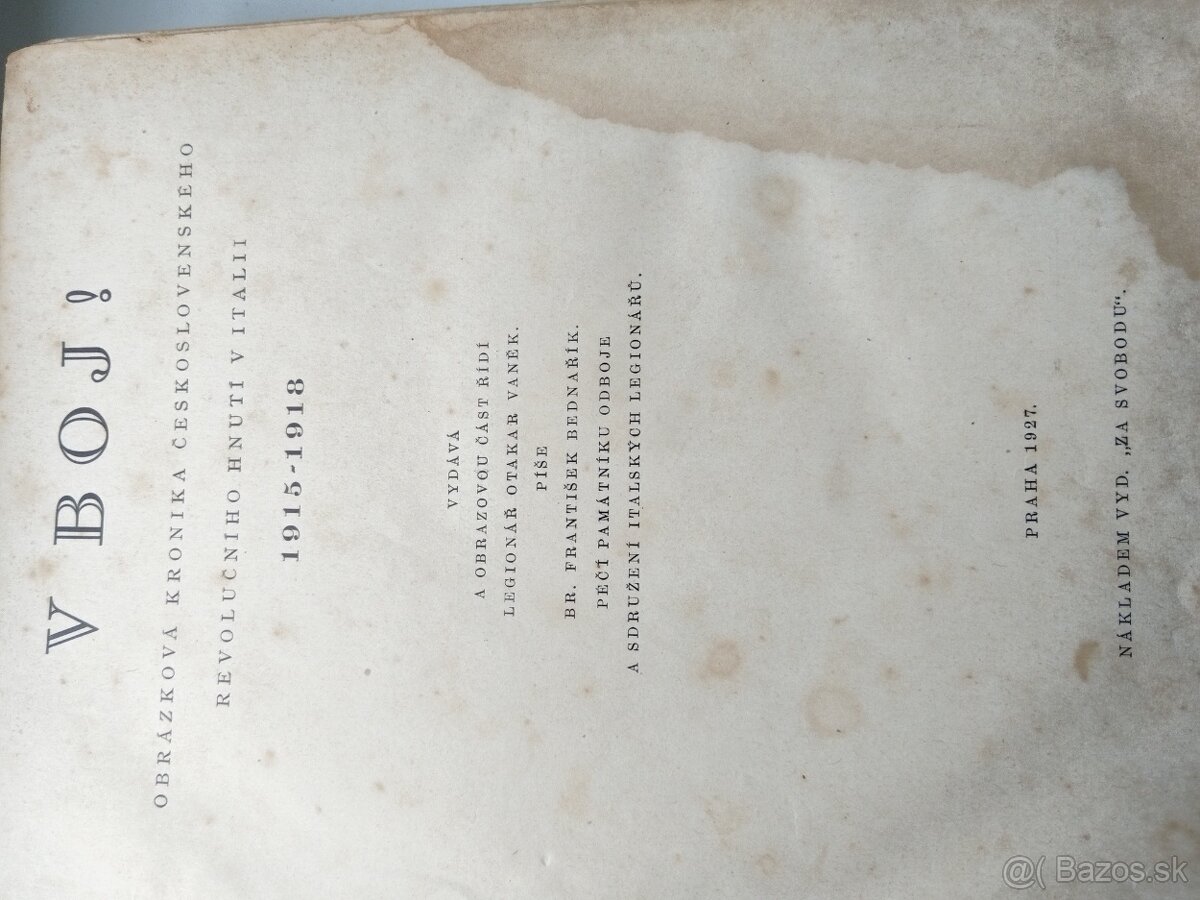 V BOJ!
OBRÁZKOVÁ KRONIKA ČESKOSLOVENSKÉHO
REVOLUČNÍHO HNUTÍ V ITALII
1915-1918
VYDÁVÁ
A OBRAZOVOU ČÁST ŘÍDÍ
LEGIONÁŘ OTAKAR VANĚK.
PÍŠE
BR. FRANTIŠEK BEDNAŘÍK.
PÉČÍ PAMÁTNÍKU ODBOJE
A SDRUŽENÍ ITALSKÝCH LEGIONÁŘŮ.
PRAHA 1927.
NÁKLADEM VYD. „ZA SVOBODU“.
@( Bazos.sk